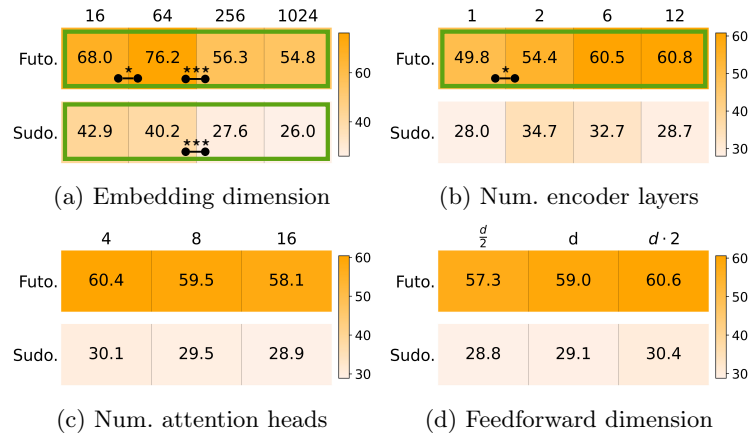 16 64 256 1024
Futo. 68.0 76.2 56.3 54.8
★ ★★★
60
Sudo. 42.9 40.2 27.6 26.0
★★★
40
(a) Embedding dimension
1 2 6 12
Futo. 49.8 54.4 60.5 60.8
★
60
50
Sudo. 28.0 34.7 32.7 28.7
40
30
(b) Num. encoder layers
4 8 16
Futo. 60.4 59.5 58.1
60
50
Sudo. 30.1 29.5 28.9
40
30
(c) Num. attention heads
d/2 d d · 2
Futo. 57.3 59.0 60.6
60
50
Sudo. 28.8 29.1 30.4
40
30
(d) Feedforward dimension